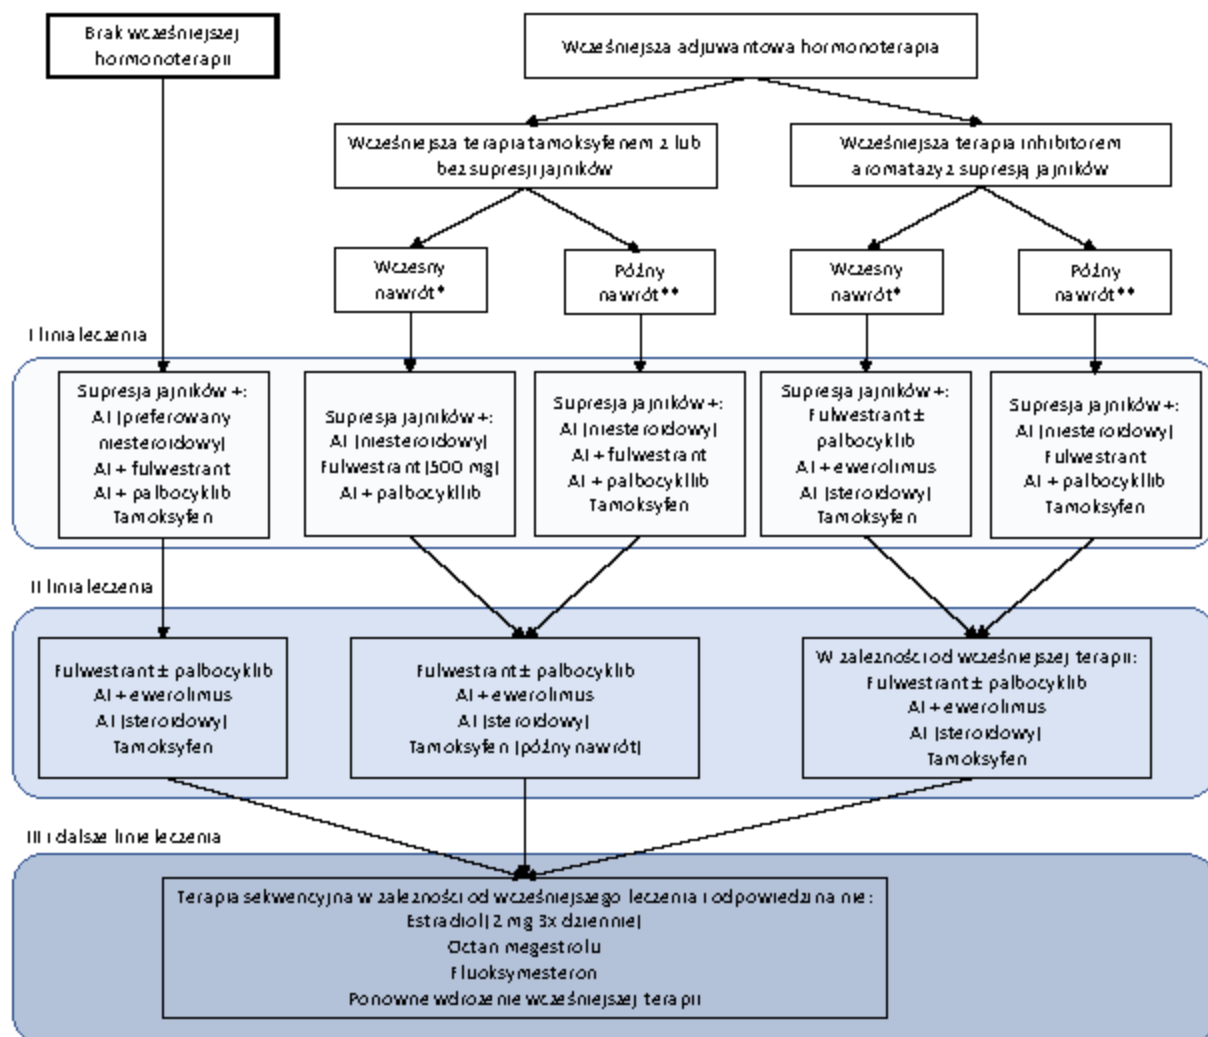 Brak wcześniejszej
hormonoterapii
Wcześniejsza adjuwantowa hormonoterapia
Wcześniejsza terapia tamoksyfenem z lub
bez supresji jajników
Wcześniejsza terapia inhibitorem
aromatazy z supresją jajników
Wczesny
nawrót*
Późny
nawrót**
Wczesny
nawrót*
Późny
nawrót**
I linia leczenia
Supresja jajników +:
AI (preferowany
niesteroidowy)
AI + fulwestrant
AI + palbocyklib
Tamoksyfen
Supresja jajników +:
AI (niesteroidowy)
Fulwestrant (500 mg)
AI + palbocykllib
Supresja jajników +:
AI (niesteroidowy)
AI + fulwestrant
AI + palbocykllib
Tamoksyfen
Supresja jajników +:
Fulwestrant ±
palbocyklib
AI + ewerolimus
AI (steroidowy)
Tamoksyfen
Supresja jajników +:
AI (niesteroidowy)
Fulwestrant
AI + palbocykllib
Tamoksyfen
II linia leczenia
Fulwestrant ± palbocyklib
AI + ewerolimus
AI (steroidowy)
Tamoksyfen
Fulwestrant ± palbocyklib
AI + ewerolimus
AI (steroidowy)
Tamoksyfen (późny nawrót)
W zależności od wcześniejszej terapii:
Fulwestrant ± palbocyklib
AI + ewerolimus
AI (steroidowy)
Tamoksyfen
III i dalsze linie leczenia
Terapia sekwencyjna w zależności od wcześniejszego leczenia i odpowiedzi na nie:
Estradiol (2 mg 3x dziennie)
Octan megestrolu
Fluoksymesteron
Ponowne wdrożenie wcześniejszej terapii